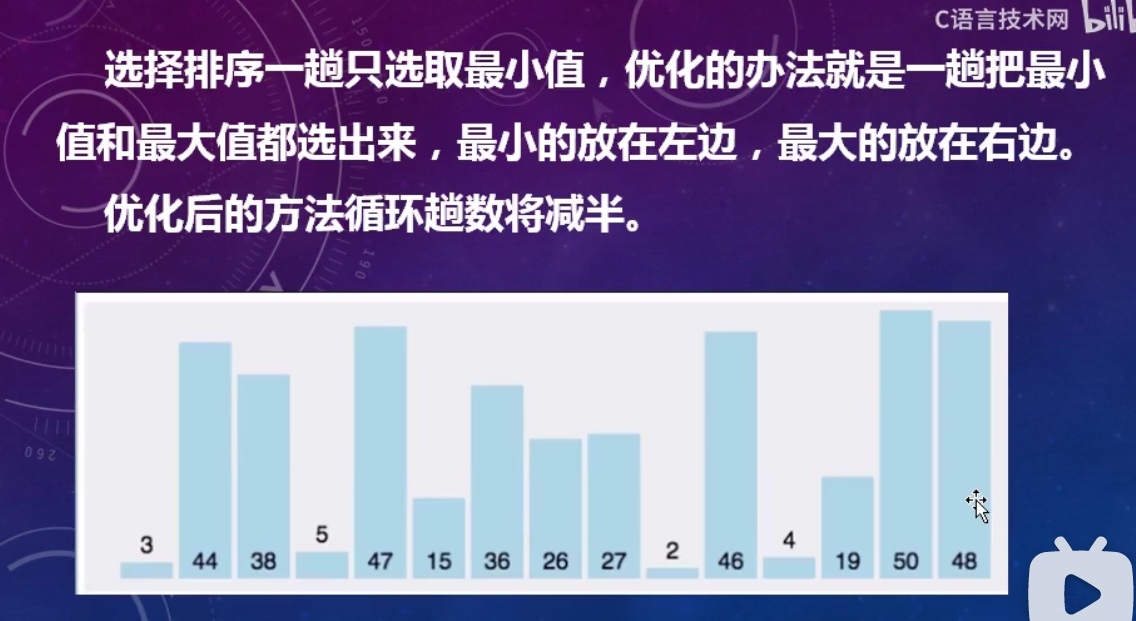 C语言技术网 bili
选择排序一趟只选取最小值，优化的办法就是一趟把最小
值和最大值都选出来，最小的放在左边，最大的放在右边。
优化后的方法循环趟数将减半。
3 44 38 5 47 15 36 26 27 2 46 4 19 50 48
150
190
260